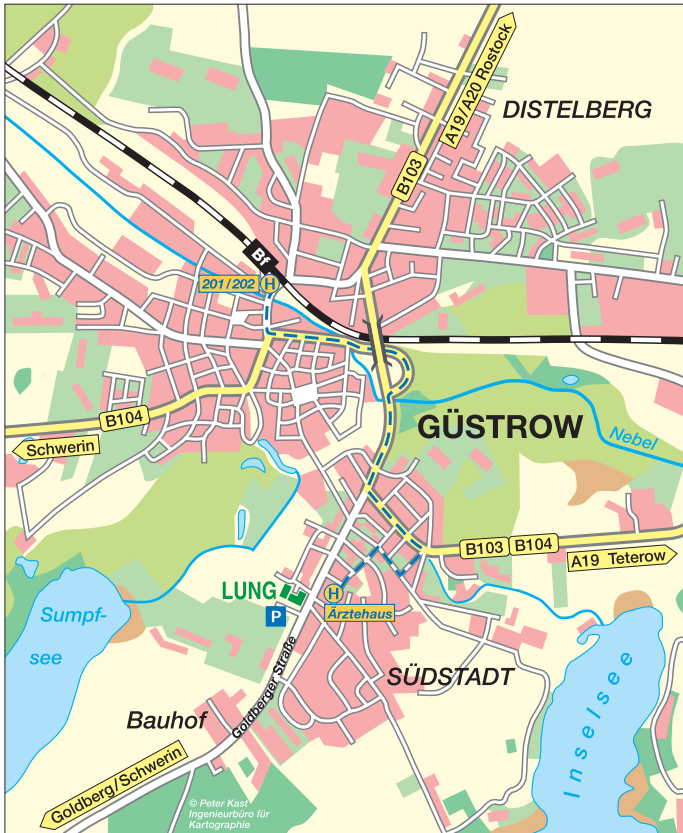 DISTELBERG
A19/A20 Rostock
B103
Bf
201/202
H
GÜSTROW
B104
Schwerin
Nebel
B103
B104
A19 Teterow
LUNG
H
P
Ärztehaus
Sumpf-
see
SÜDSTADT
Goldberger Straße
Inselsee
Bauhof
Goldberg/Schwerin
© Peter Kast
Ingenieurbüro für
Kartographie